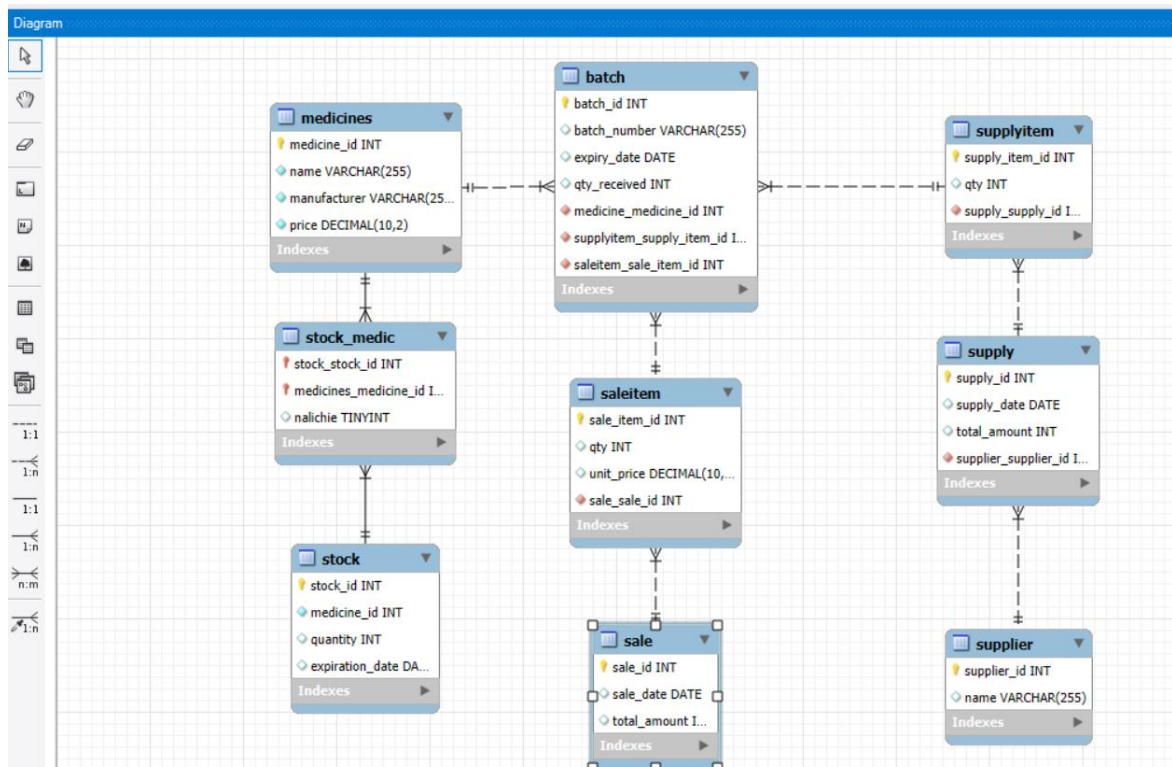 Diagram
1:1
1:n
1:1
1:n
n:m
1:n
medicines
medicine_id INT
name VARCHAR(255)
manufacturer VARCHAR(25...
price DECIMAL(10,2)
Indexes
stock_medic
stock_stock_id INT
medicines_medicine_id I...
nalichie TINYINT
Indexes
stock
stock_id INT
medicine_id INT
quantity INT
expiration_date DA...
Indexes
batch
batch_id INT
batch_number VARCHAR(255)
expiry_date DATE
qty_received INT
medicine_medicine_id INT
supplyitem_supply_item_id I...
saleitem_sale_item_id INT
Indexes
saleitem
sale_item_id INT
qty INT
unit_price DECIMAL(10,...
sale_sale_id INT
Indexes
sale
sale_id INT
sale_date DATE
total_amount I...
Indexes
supplyitem
supply_item_id INT
qty INT
supply_supply_id I...
Indexes
supply
supply_id INT
supply_date DATE
total_amount INT
supplier_supplier_id I...
Indexes
supplier
supplier_id INT
name VARCHAR(255)
Indexes